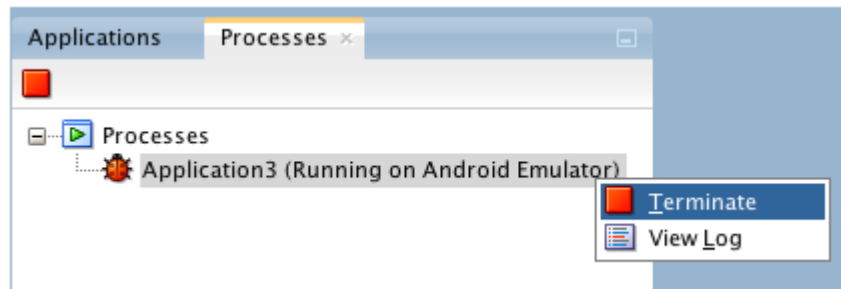 Applications Processes
Processes
Application3 (Running on Android Emulator)
Terminate
View Log